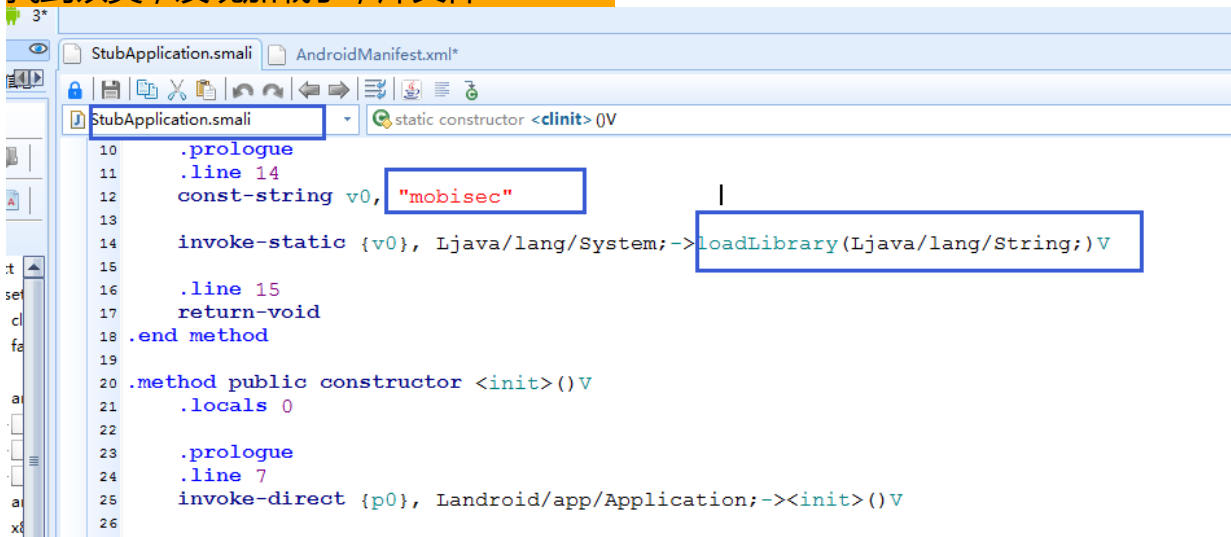 3*
StubApplication.smali AndroidManifest.xml*
StubApplication.smali static constructor <clinit> ()V
10 .prologue
11 .line 14
12 const-string v0, "mobisec"
13
14 invoke-static {v0}, Ljava/lang/System;->loadLibrary(Ljava/lang/String;)V
15
16 .line 15
17 return-void
18 .end method
19
20 .method public constructor <init>()V
21 .locals 0
22
23 .prologue
24 .line 7
25 invoke-direct {p0}, Landroid/app/Application;-><init>()V
26